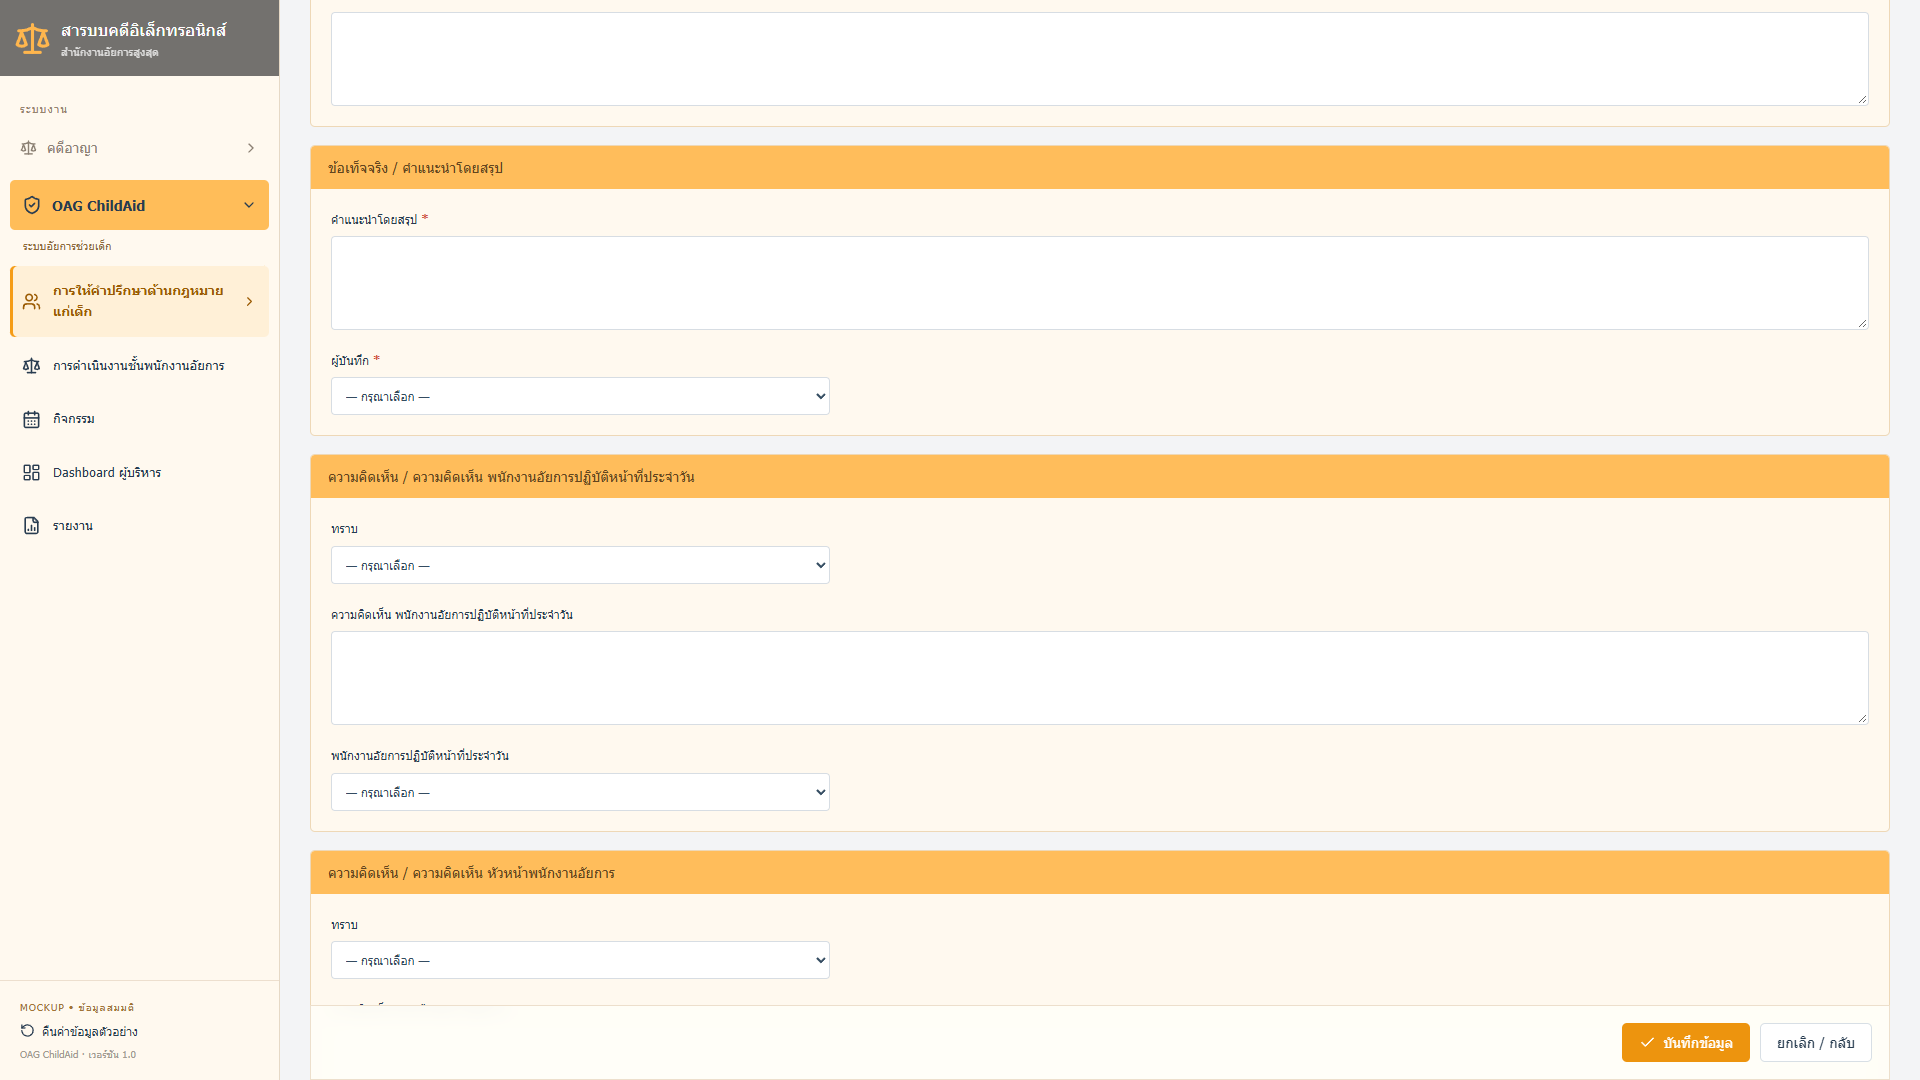 สารบบคดีอิเล็กทรอนิกส์
สำนักงานอัยการสูงสุด
ระบบงาน
คดีอาญา
OAG ChildAid
ระบบอัยการช่วยเด็ก
การให้คำปรึกษาด้านกฎหมาย
แก่เด็ก
การดำเนินงานชั้นพนักงานอัยการ
กิจกรรม
Dashboard ผู้บริหาร
รายงาน
MOCKUP • ข้อมูลสมมติ
คืนค่าข้อมูลตัวอย่าง
OAG ChildAid · เวอร์ชัน 1.0
ข้อเท็จจริง / คำแนะนำโดยสรุป
คำแนะนำโดยสรุป *
ผู้บันทึก *
— กรุณาเลือก —
ความคิดเห็น / ความคิดเห็น พนักงานอัยการปฏิบัติหน้าที่ประจำวัน
ทราบ
— กรุณาเลือก —
ความคิดเห็น พนักงานอัยการปฏิบัติหน้าที่ประจำวัน
พนักงานอัยการปฏิบัติหน้าที่ประจำวัน
— กรุณาเลือก —
ความคิดเห็น / ความคิดเห็น หัวหน้าพนักงานอัยการ
ทราบ
— กรุณาเลือก —
บันทึกข้อมูล
ยกเลิก / กลับ